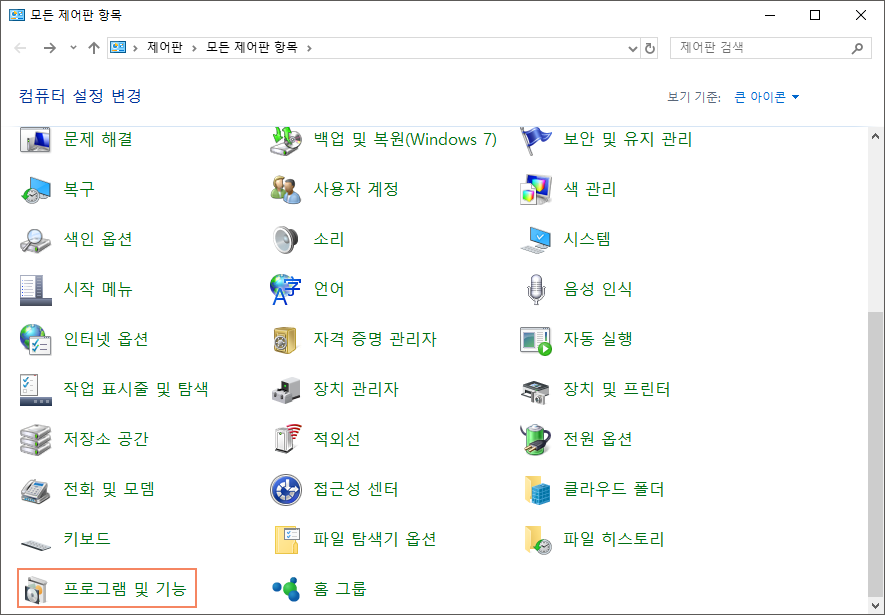 모든 제어판 항목
제어판 모든 제어판 항목 제어판 검색
컴퓨터 설정 변경 보기 기준: 큰 아이콘
문제 해결 백업 및 복원(Windows 7) 보안 및 유지 관리
복구 사용자 계정 색 관리
색인 옵션 소리 시스템
시작 메뉴 언어 음성 인식
인터넷 옵션 자격 증명 관리자 자동 실행
작업 표시줄 및 탐색 장치 관리자 장치 및 프린터
저장소 공간 적외선 전원 옵션
전화 및 모뎀 접근성 센터 클라우드 폴더
키보드 파일 탐색기 옵션 파일 히스토리
프로그램 및 기능 홈 그룹